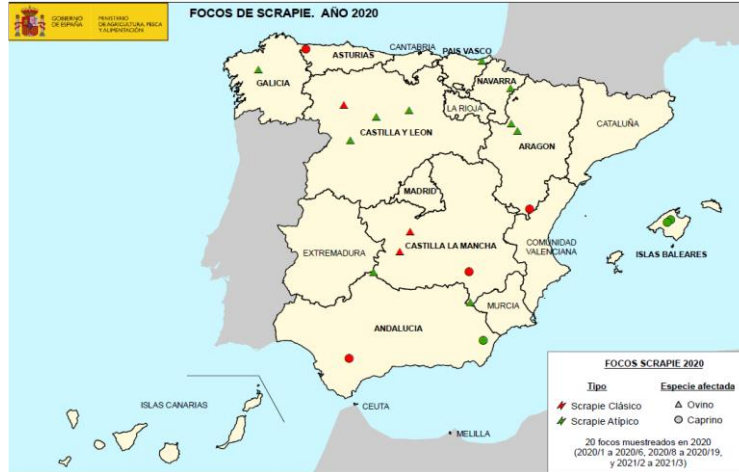 GOBIERNO
DE ESPAÑA
MINISTERIO
DE AGRICULTURA, PESCA
Y ALIMENTACIÓN
FOCOS DE SCRAPIE. AÑO 2020
CANTABRIA
PAIS VASCO
ASTURIAS
GALICIA
NAVARRA
LA RIOJA
CATALUÑA
CASTILLA Y LEON
ARAGON
MADRID
CASTILLA LA MANCHA
COMUNIDAD
VALENCIANA
EXTREMADURA
ISLAS BALEARES
MURCIA
ANDALUCIA
ISLAS CANARIAS
CEUTA
MELILLA
FOCOS SCRAPIE 2020
Tipo
Especie afectada
Scrapie Clásico
Ovino
Scrapie Atípico
Caprino
20 focos muestreados en 2020
(2020/1 a 2020/6, 2020/8 a 2020/19,
y 2021/2 a 2021/3)